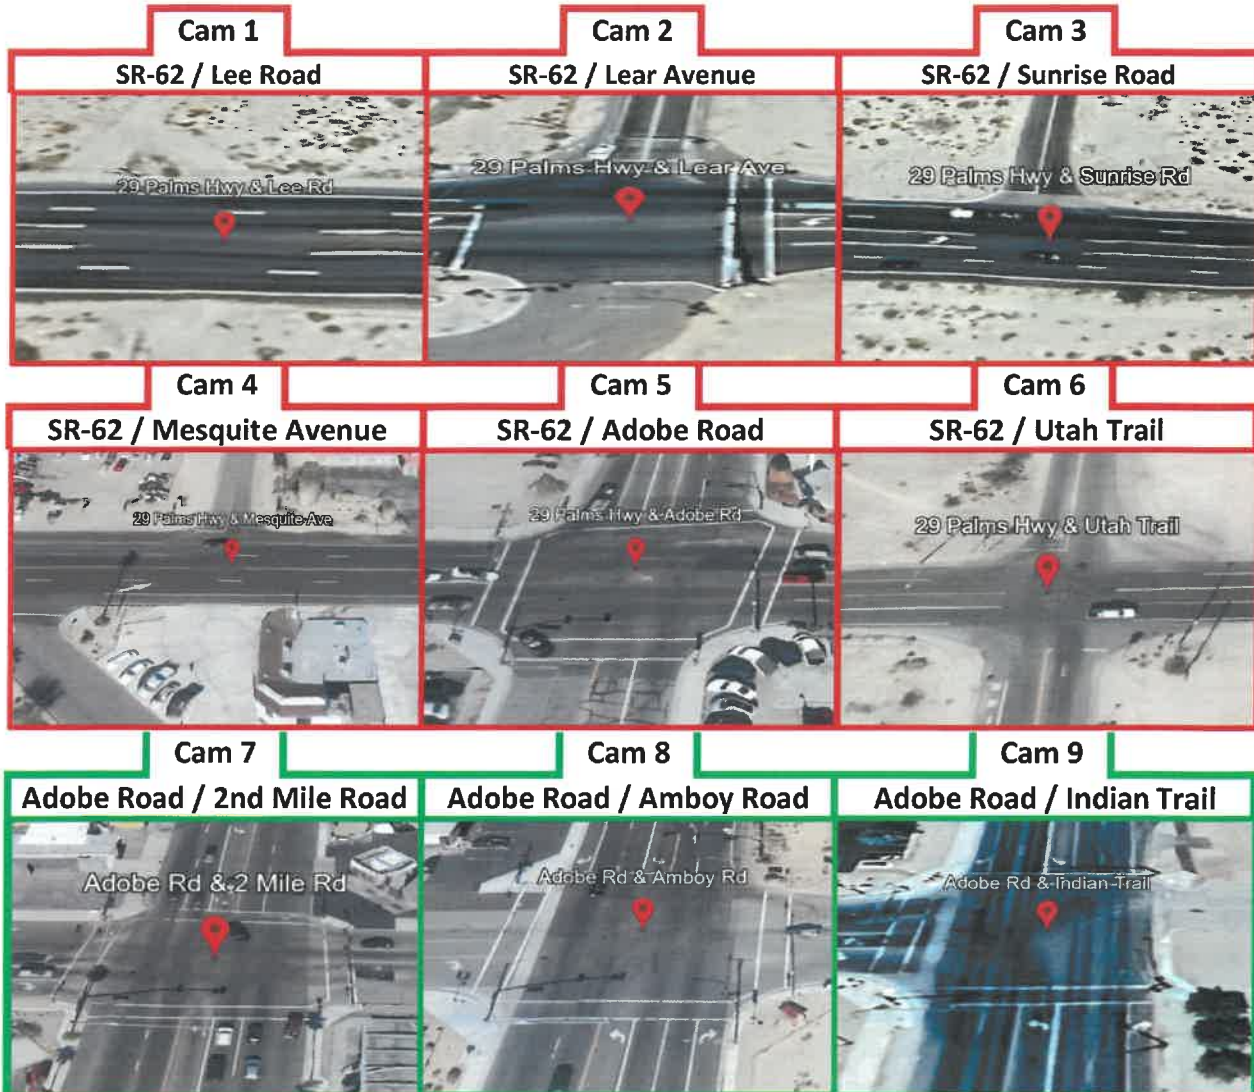 Cam 1
Cam 2
Cam 3
SR-62 / Lee Road
SR-62 / Lear Avenue
SR-62 / Sunrise Road
29 Palms Hwy & Lee Rd
29 Palms Hwy & Lear Ave
29 Palms Hwy & Sunrise Rd
Cam 4
Cam 5
Cam 6
SR-62 / Mesquite Avenue
SR-62 / Adobe Road
SR-62 / Utah Trail
29 Palms Hwy & Mesquite Ave
29 Palms Hwy & Adobe Rd
29 Palms Hwy & Utah Trail
Cam 7
Cam 8
Cam 9
Adobe Road / 2nd Mile Road
Adobe Road / Amboy Road
Adobe Road / Indian Trail
Adobe Rd & 2 Mile Rd
Adobe Rd & Amboy Rd
Adobe Rd & Indian Trail